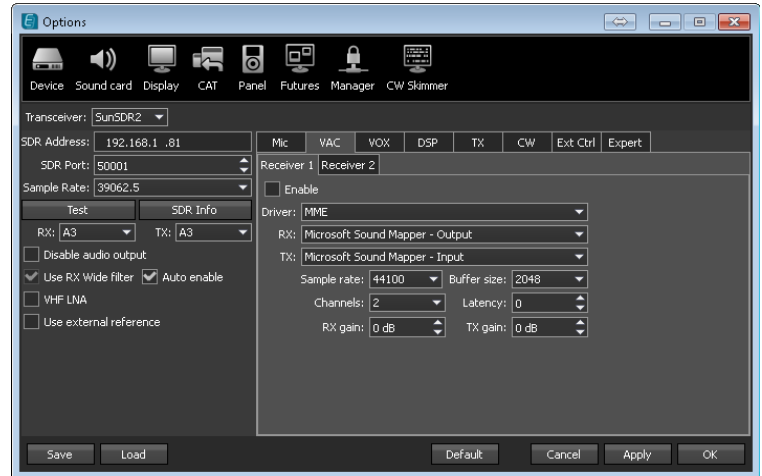 Options
Device Sound card Display CAT Panel Futures Manager CW Skimmer
Transceiver: SunSDR2
SDR Address: 192.168.1 .81
SDR Port: 50001
Sample Rate: 39062.5
Test SDR Info
RX: A3 TX: A3
Disable audio output
Use RX Wide filter Auto enable
VHF LNA
Use external reference
Mic VAC VOX DSP TX CW Ext Ctrl Expert
Receiver 1 Receiver 2
Enable
Driver: MME
RX: Microsoft Sound Mapper - Output
TX: Microsoft Sound Mapper - Input
Sample rate: 44100 Buffer size: 2048
Channels: 2 Latency: 0
RX gain: 0 dB TX gain: 0 dB
Save Load Default Cancel Apply OK